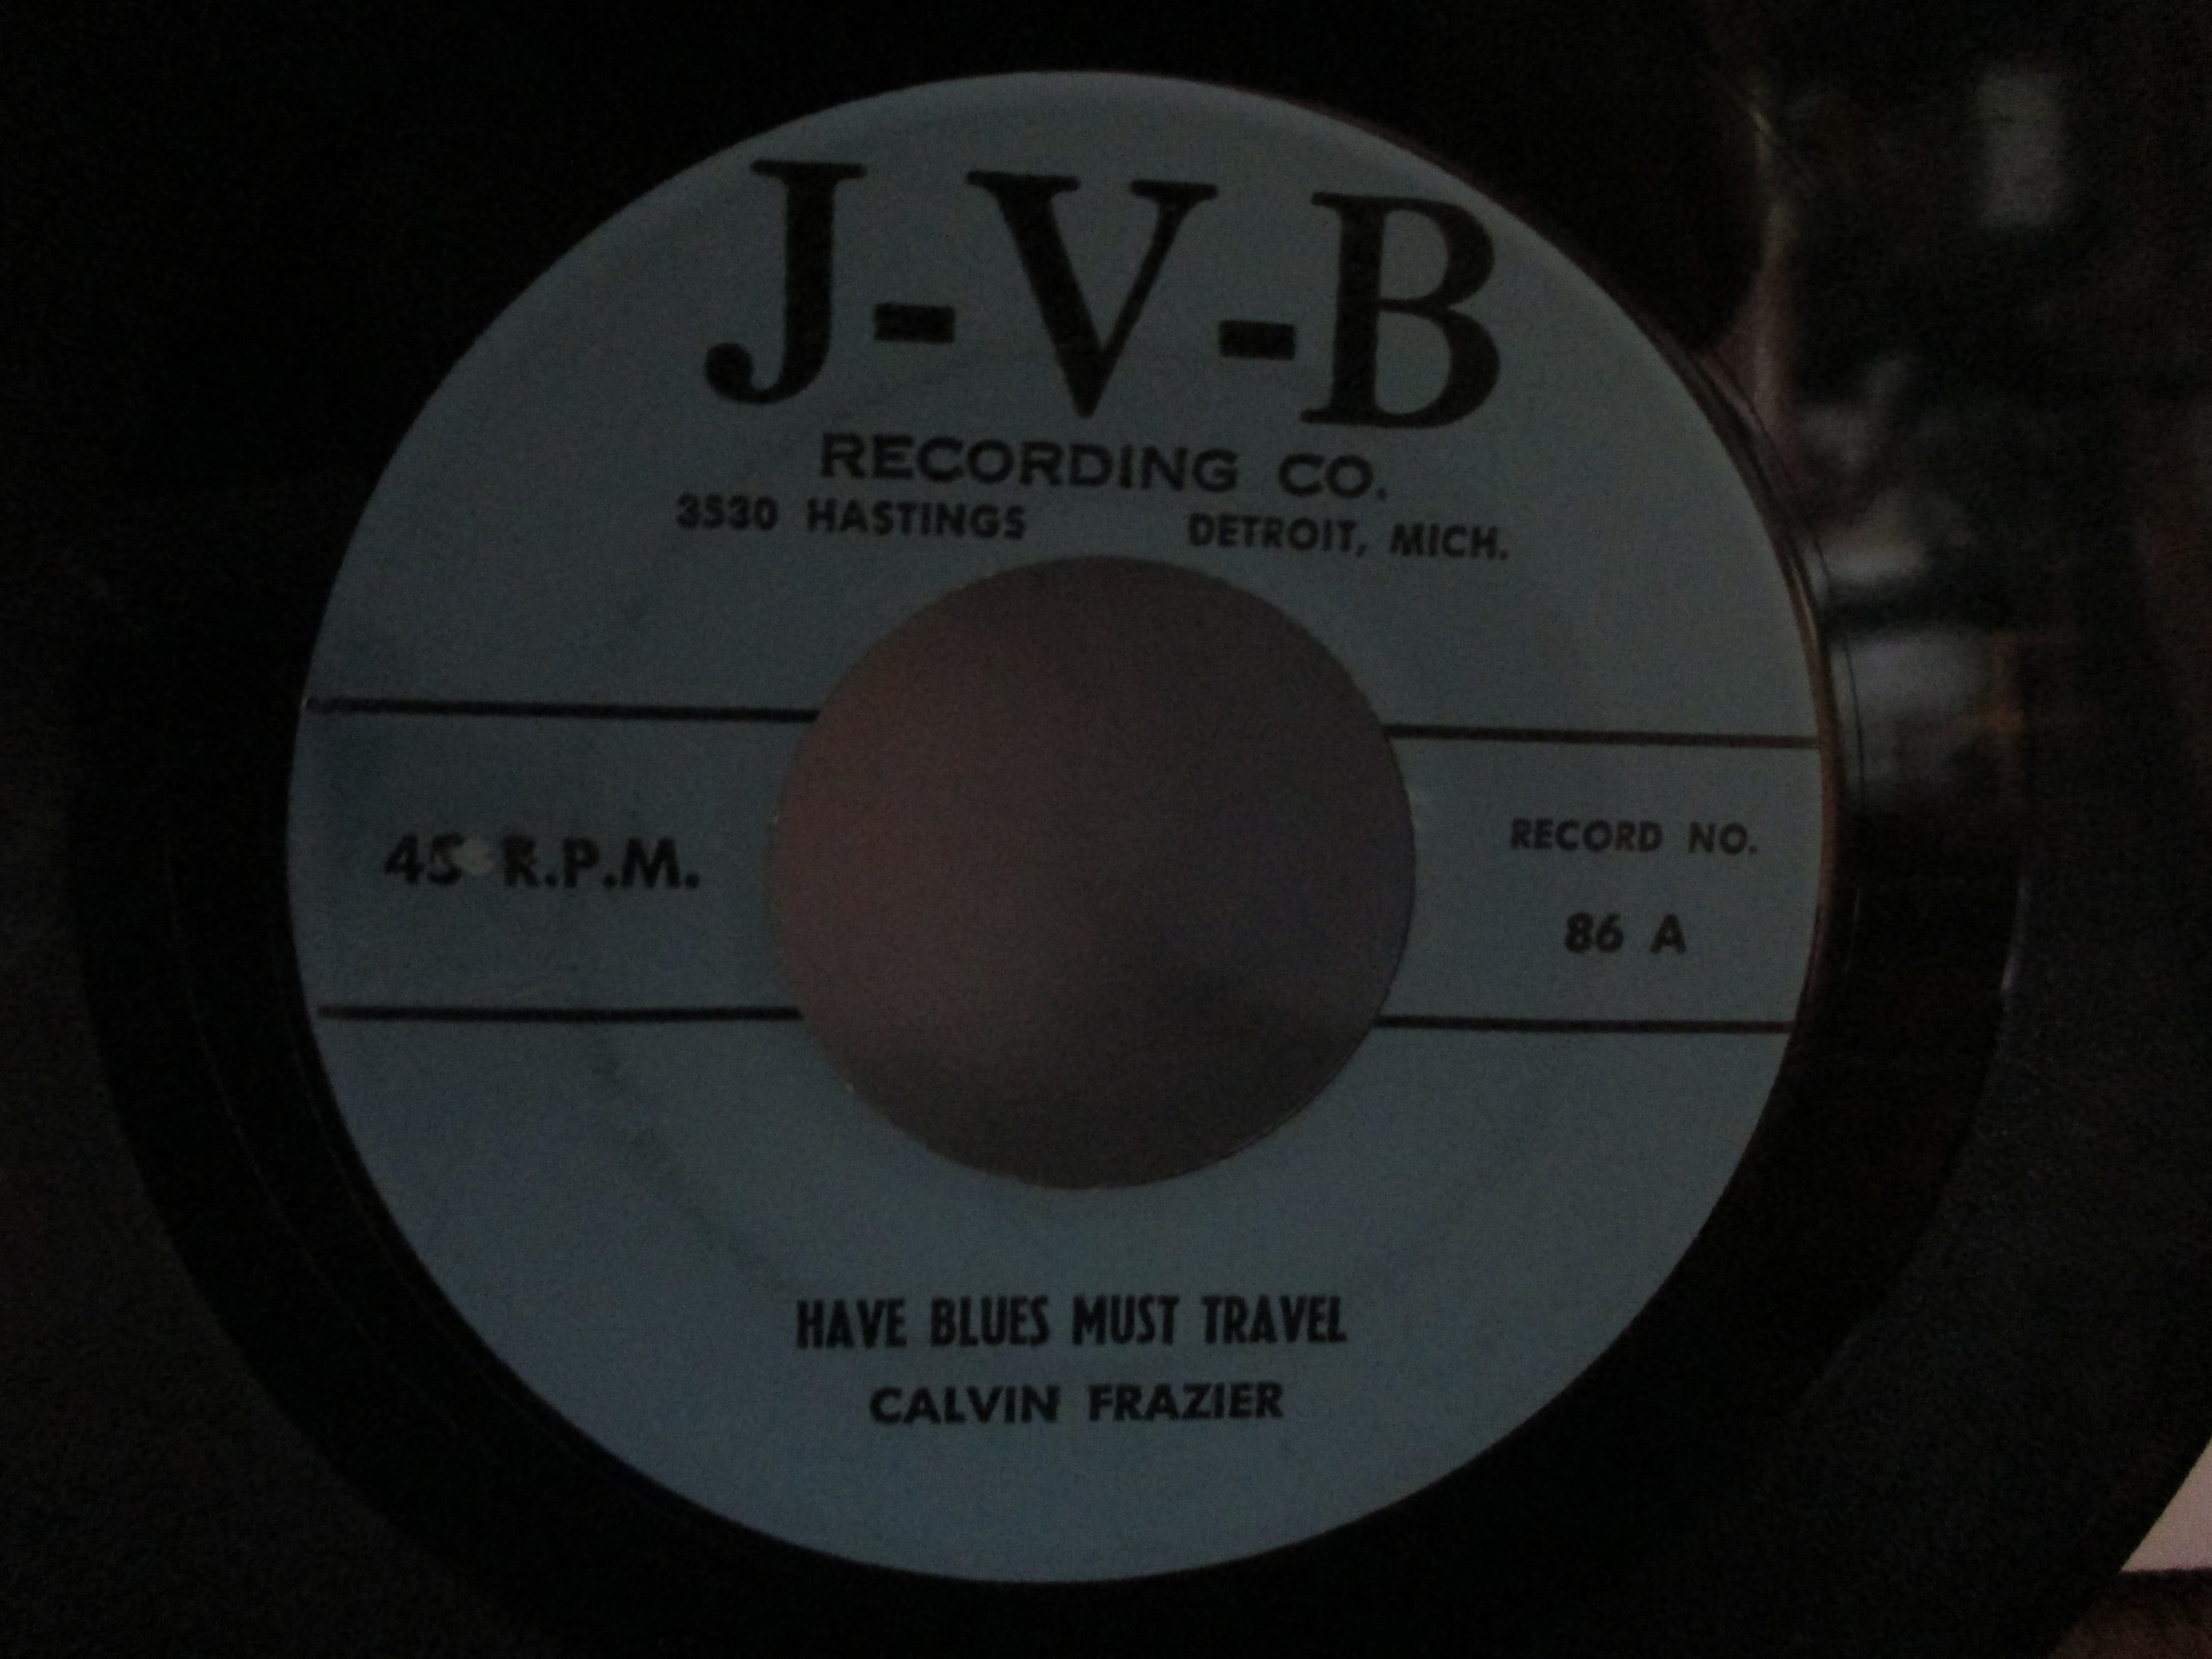 J-V-B
RECORDING CO.
3530 HASTINGS DETROIT, MICH.
45 R.P.M.
RECORD NO.
86 A
HAVE BLUES MUST TRAVEL
CALVIN FRAZIER